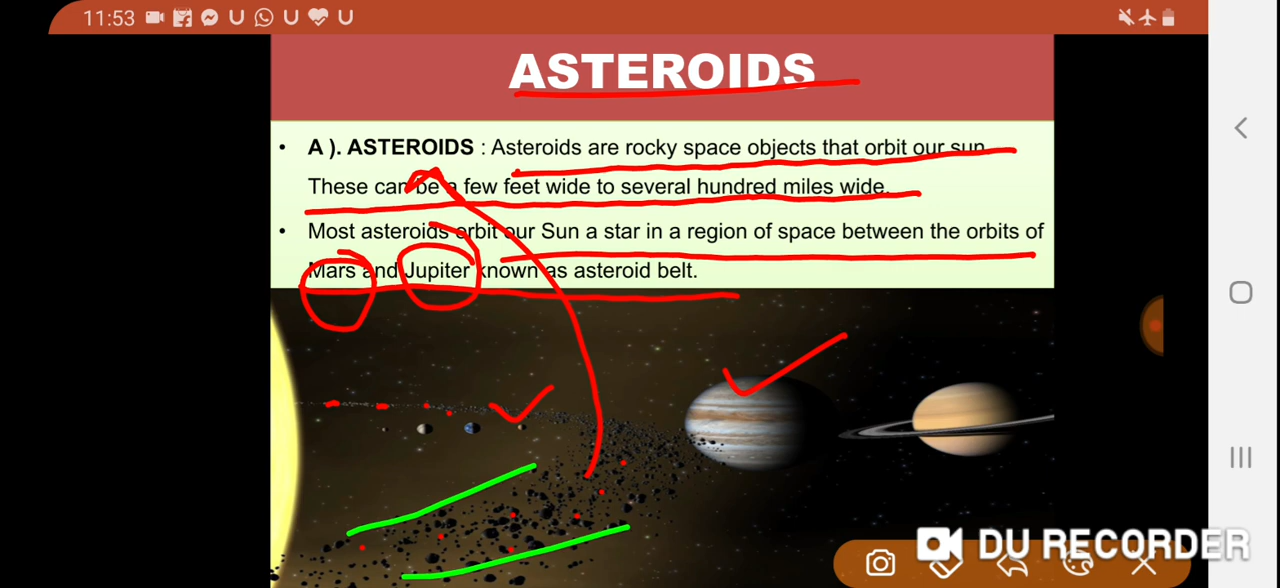 11:53
ASTEROIDS
• A ). ASTEROIDS : Asteroids are rocky space objects that orbit our sun
These can be a few feet wide to several hundred miles wide.
• Most asteroids orbit our Sun a star in a region of space between the orbits of
Mars and Jupiter known as asteroid belt.
DU RECORDER